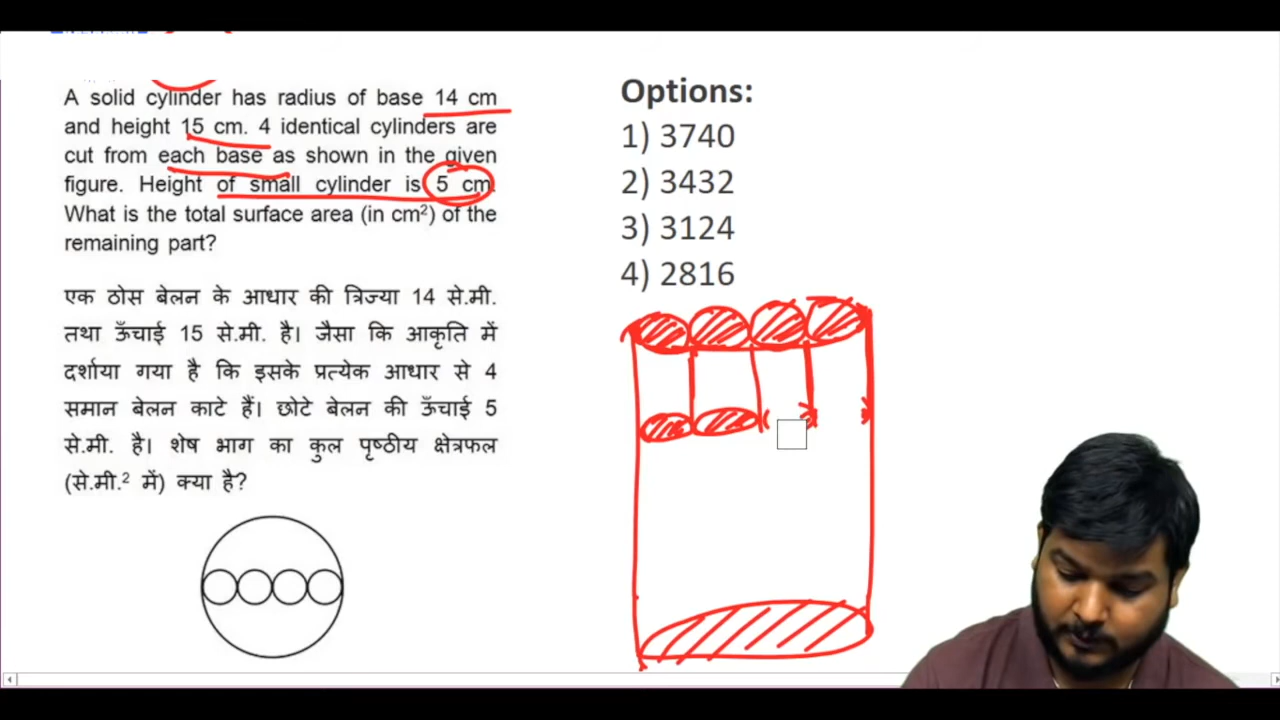 A solid cylinder has radius of base 14 cm
and height 15 cm. 4 identical cylinders are
cut from each base as shown in the given
figure. Height of small cylinder is 5 cm.
What is the total surface area (in cm²) of the
remaining part?
एक ठोस बेलन के आधार की त्रिज्या 14 से.मी.
तथा ऊँचाई 15 से.मी. है। जैसा कि आकृति में
दर्शाया गया है कि इसके प्रत्येक आधार से 4
समान बेलन काटे हैं। छोटे बेलन की ऊँचाई 5
से.मी. है। शेष भाग का कुल पृष्ठीय क्षेत्रफल
(से.मी.² में) क्या है?
Options:
1) 3740
2) 3432
3) 3124
4) 2816